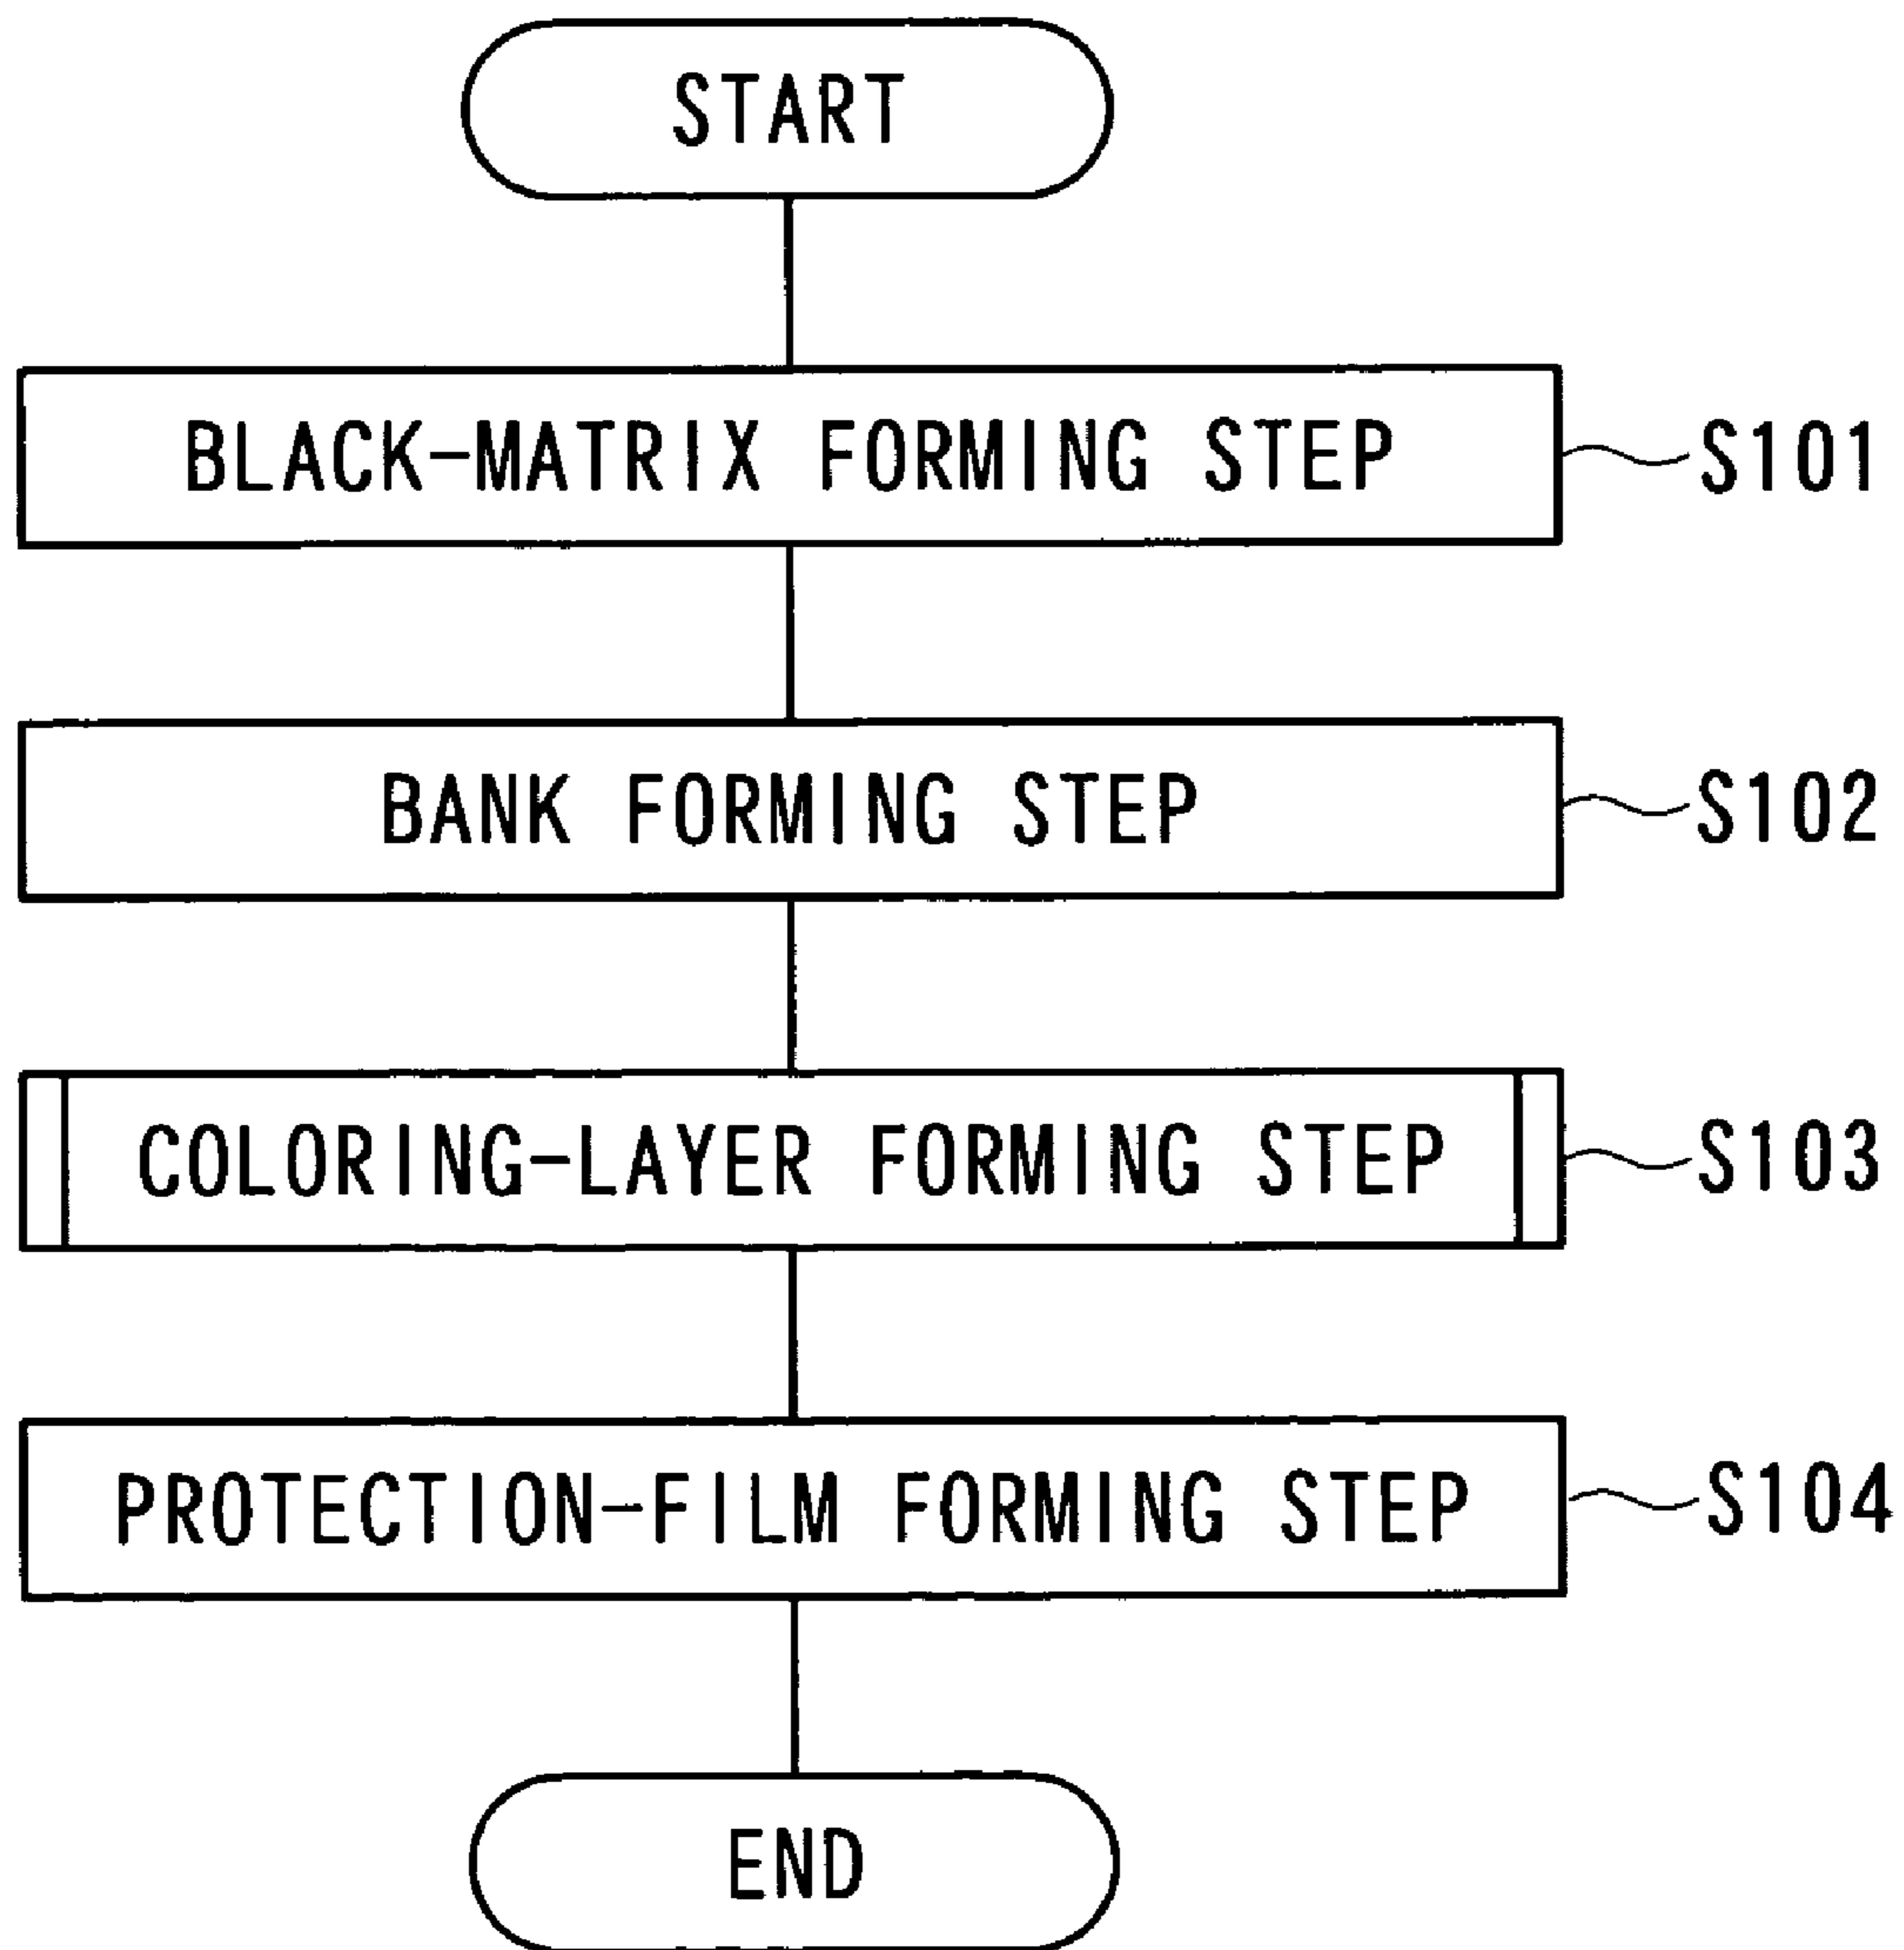 START
BLACK-MATRIX FORMING STEP S101
BANK FORMING STEP S102
COLORING-LAYER FORMING STEP S103
PROTECTION-FILM FORMING STEP S104
END